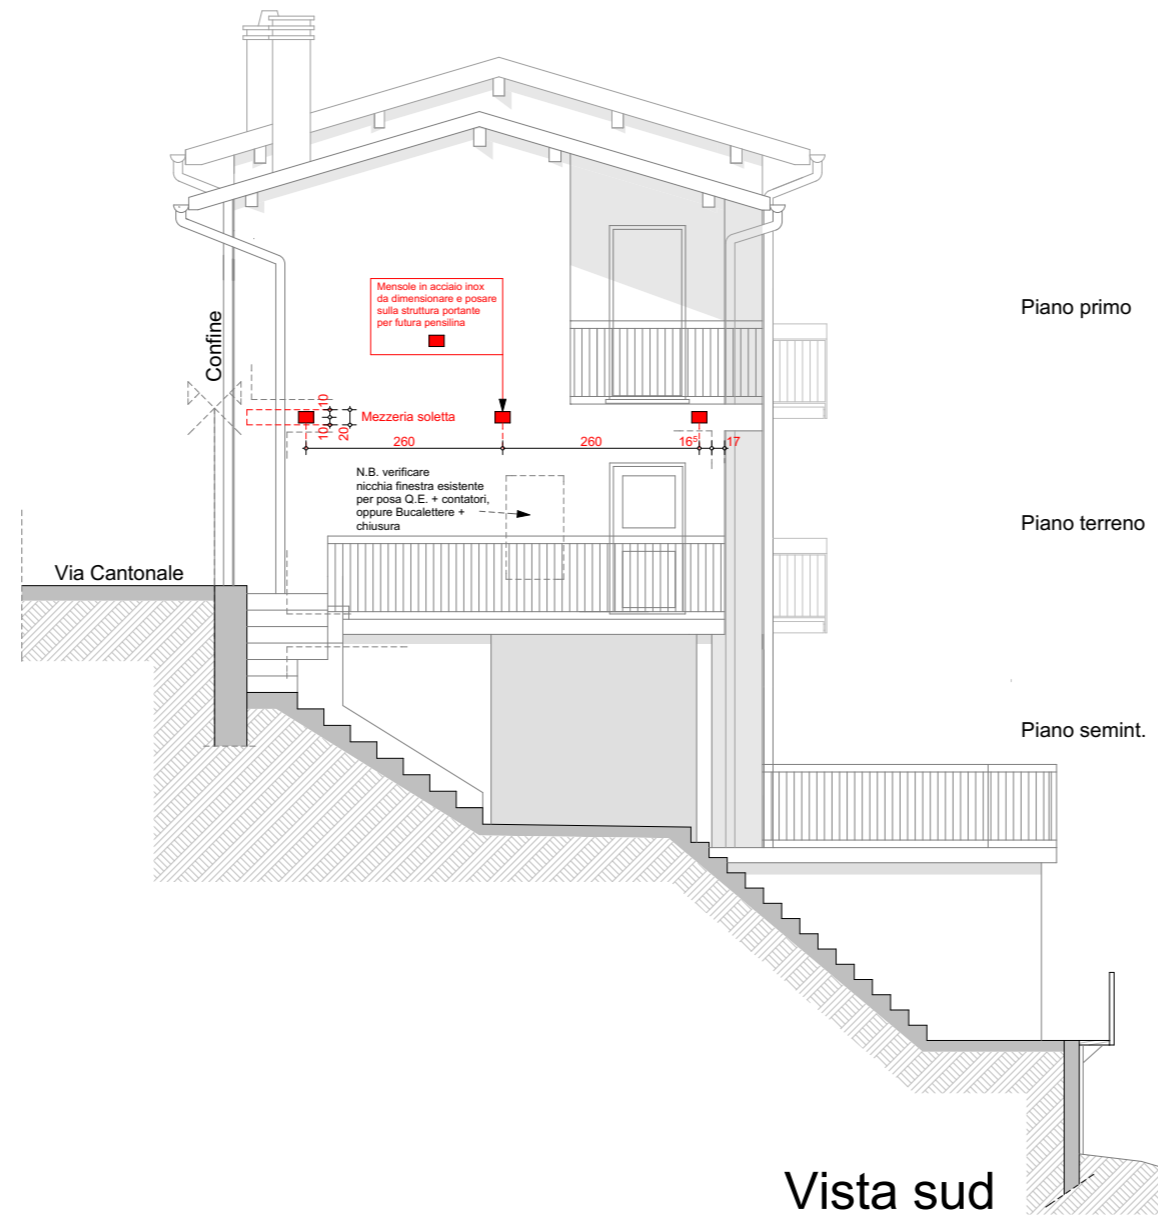 Mensole in acciaio inox
da dimensionare e posare
sulla struttura portante
per futura pensilina
Piano primo
Confine
10
10
20
Mezzeria soletta
260
260
16⁵
17
N.B. verificare
nicchia finestra esistente
per posa Q.E. + contatori,
oppure Bucalettere +
chiusura
Piano terreno
Via Cantonale
Piano semint.
Vista sud